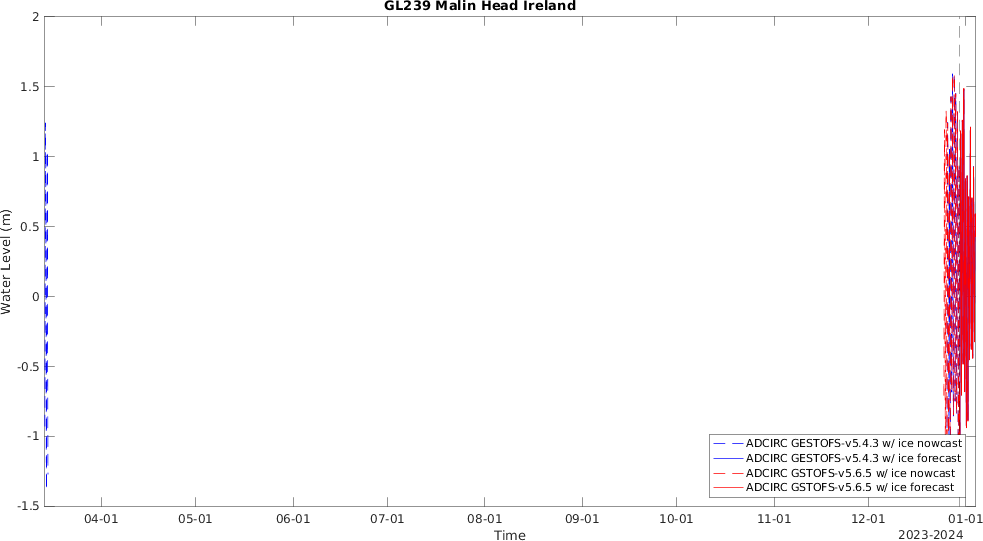 GL239 Malin Head Ireland
2
1.5
1
0.5
0
-0.5
-1
-1.5
Water Level (m)
ADCIRC GESTOFS-v5.4.3 w/ ice nowcast
ADCIRC GESTOFS-v5.4.3 w/ ice forecast
ADCIRC GSTOFS-v5.6.5 w/ ice nowcast
ADCIRC GSTOFS-v5.6.5 w/ ice forecast
04-01 05-01 06-01 07-01 08-01 09-01 10-01 11-01 12-01 01-01
Time
2023-2024